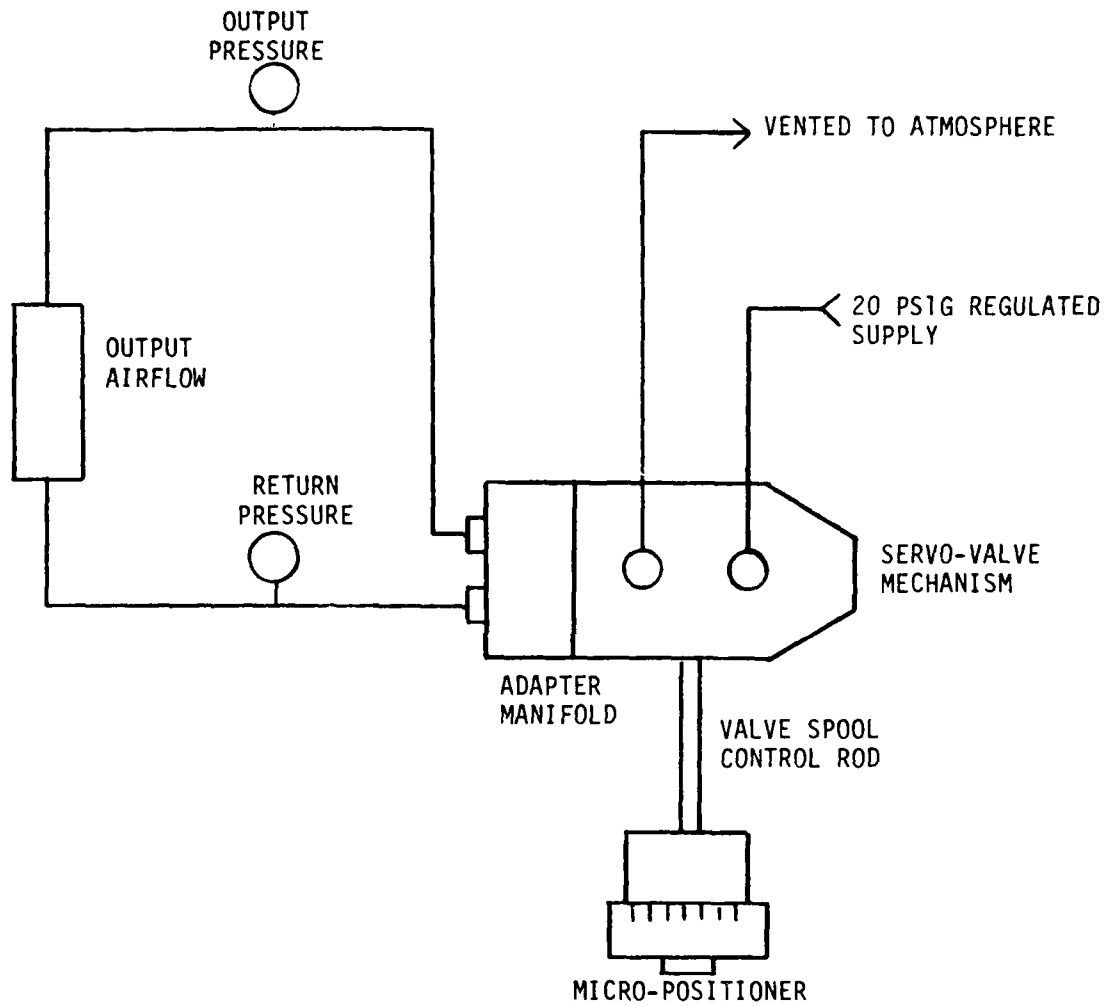 OUTPUT
PRESSURE
VENTED TO ATMOSPHERE
20 PSIG REGULATED
SUPPLY
OUTPUT
AIRFLOW
RETURN
PRESSURE
SERVO-VALVE
MECHANISM
ADAPTER
MANIFOLD
VALVE SPOOL
CONTROL ROD
MICRO-POSITIONER